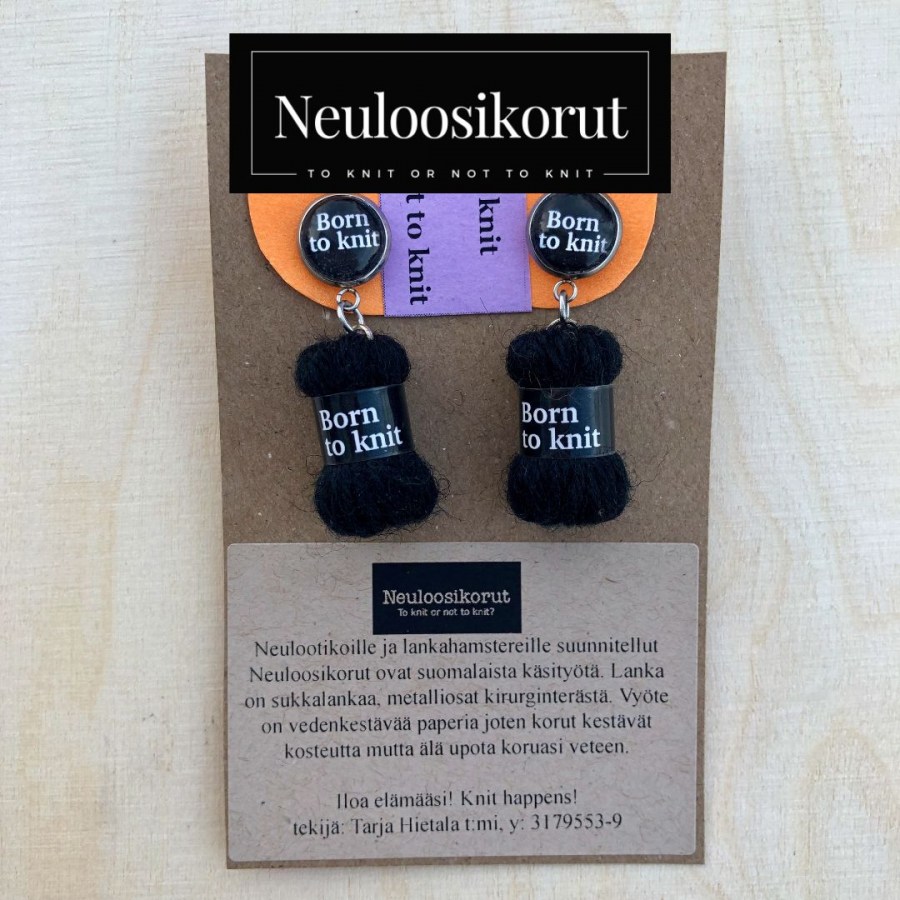 Neuloosikorut
TO KNIT OR NOT TO KNIT
Born
to knit
t to knit
knit
Born
to knit
Born
to knit
Born
to knit
Neuloosikorut
To knit or not to knit?
Neulootikoille ja lankahamstereille suunnitellut
Neuloosikorut ovat suomalaista käsityötä. Lanka
on sukkalankaa, metalliosat kirurginterästä. Vyöte
on vedenkestävää paperia joten korut kestävät
kosteutta mutta älä upota koruasi veteen.
Iloa elämääsi! Knit happens!
tekijä: Tarja Hietala t:mi, y: 3179553-9